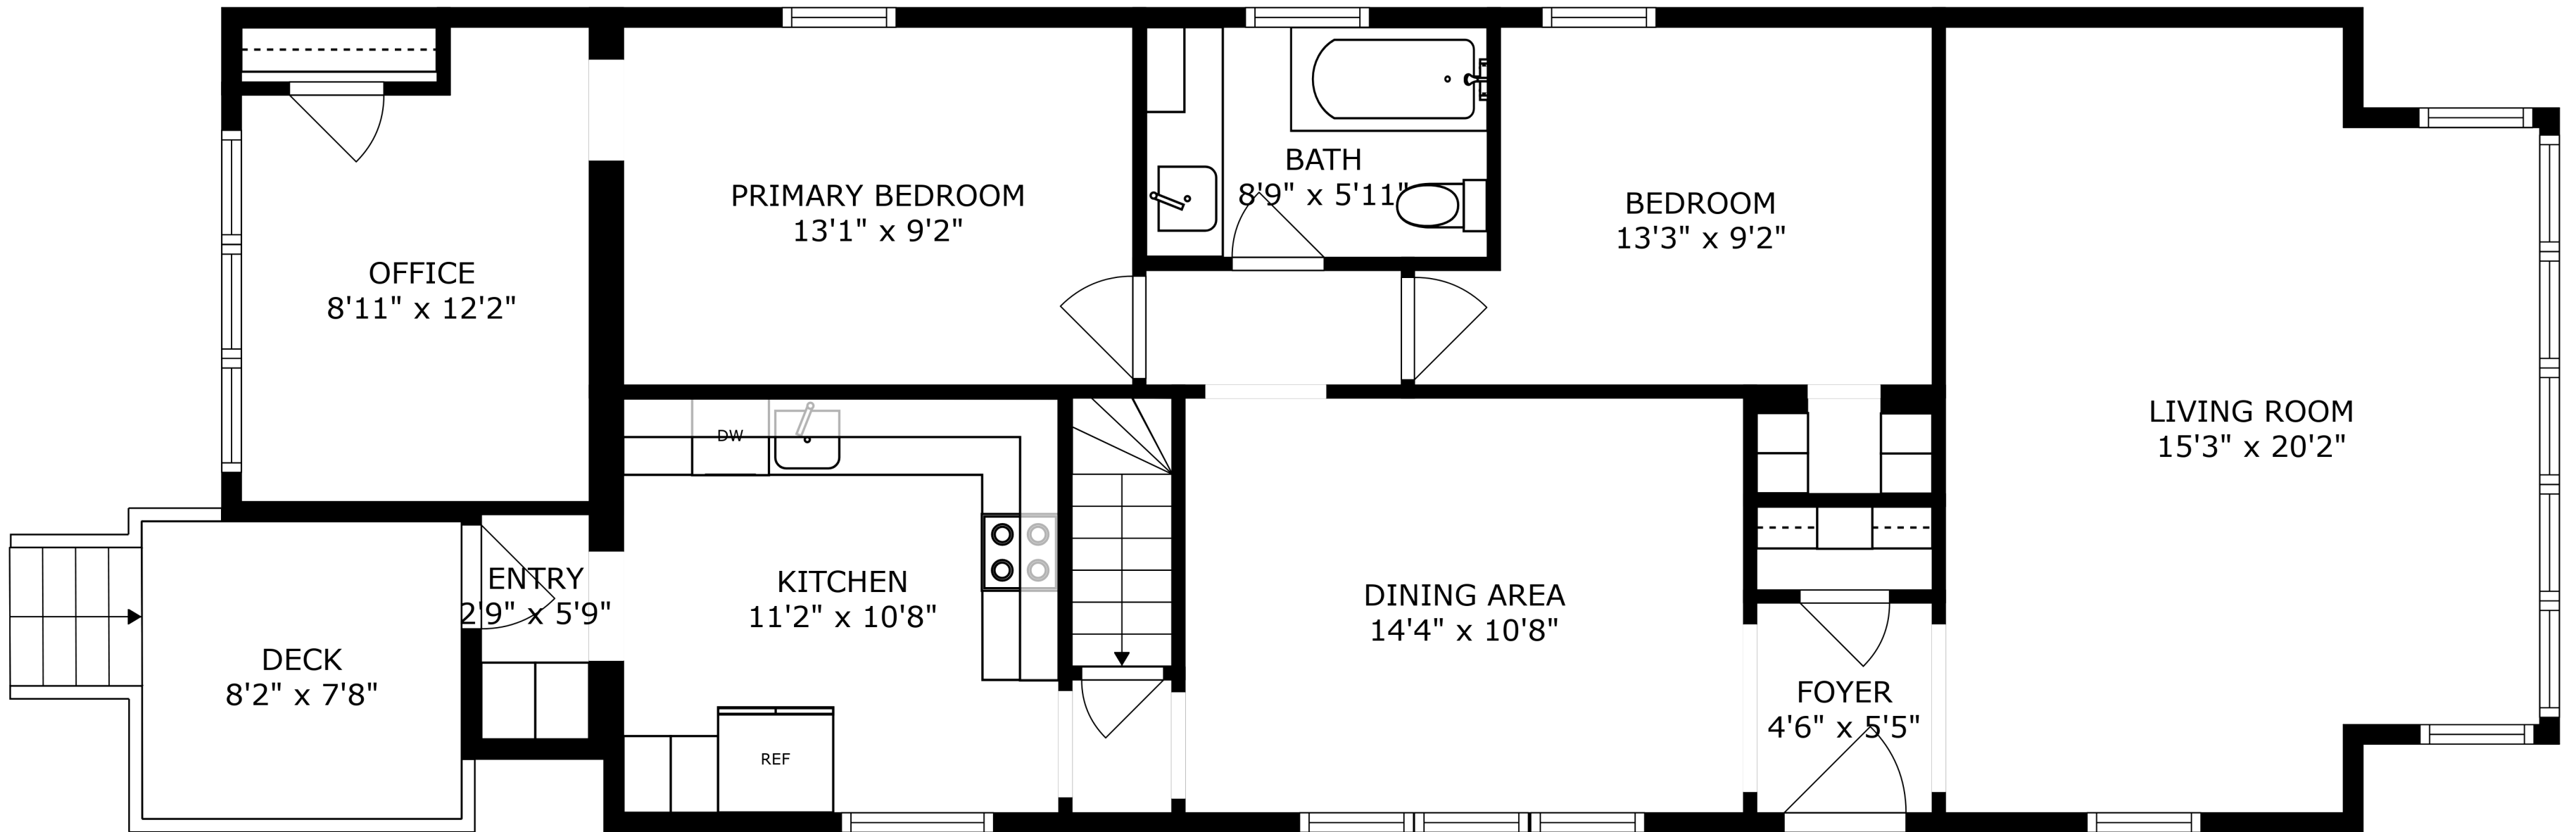 BATH
8'9" x 5'11"
PRIMARY BEDROOM
13'1" x 9'2"
BEDROOM
13'3" x 9'2"
OFFICE
8'11" x 12'2"
LIVING ROOM
15'3" x 20'2"
DW
ENTRY
2'9" x 5'9"
KITCHEN
11'2" x 10'8"
DINING AREA
14'4" x 10'8"
DECK
8'2" x 7'8"
FOYER
4'6" x 5'5"
REF